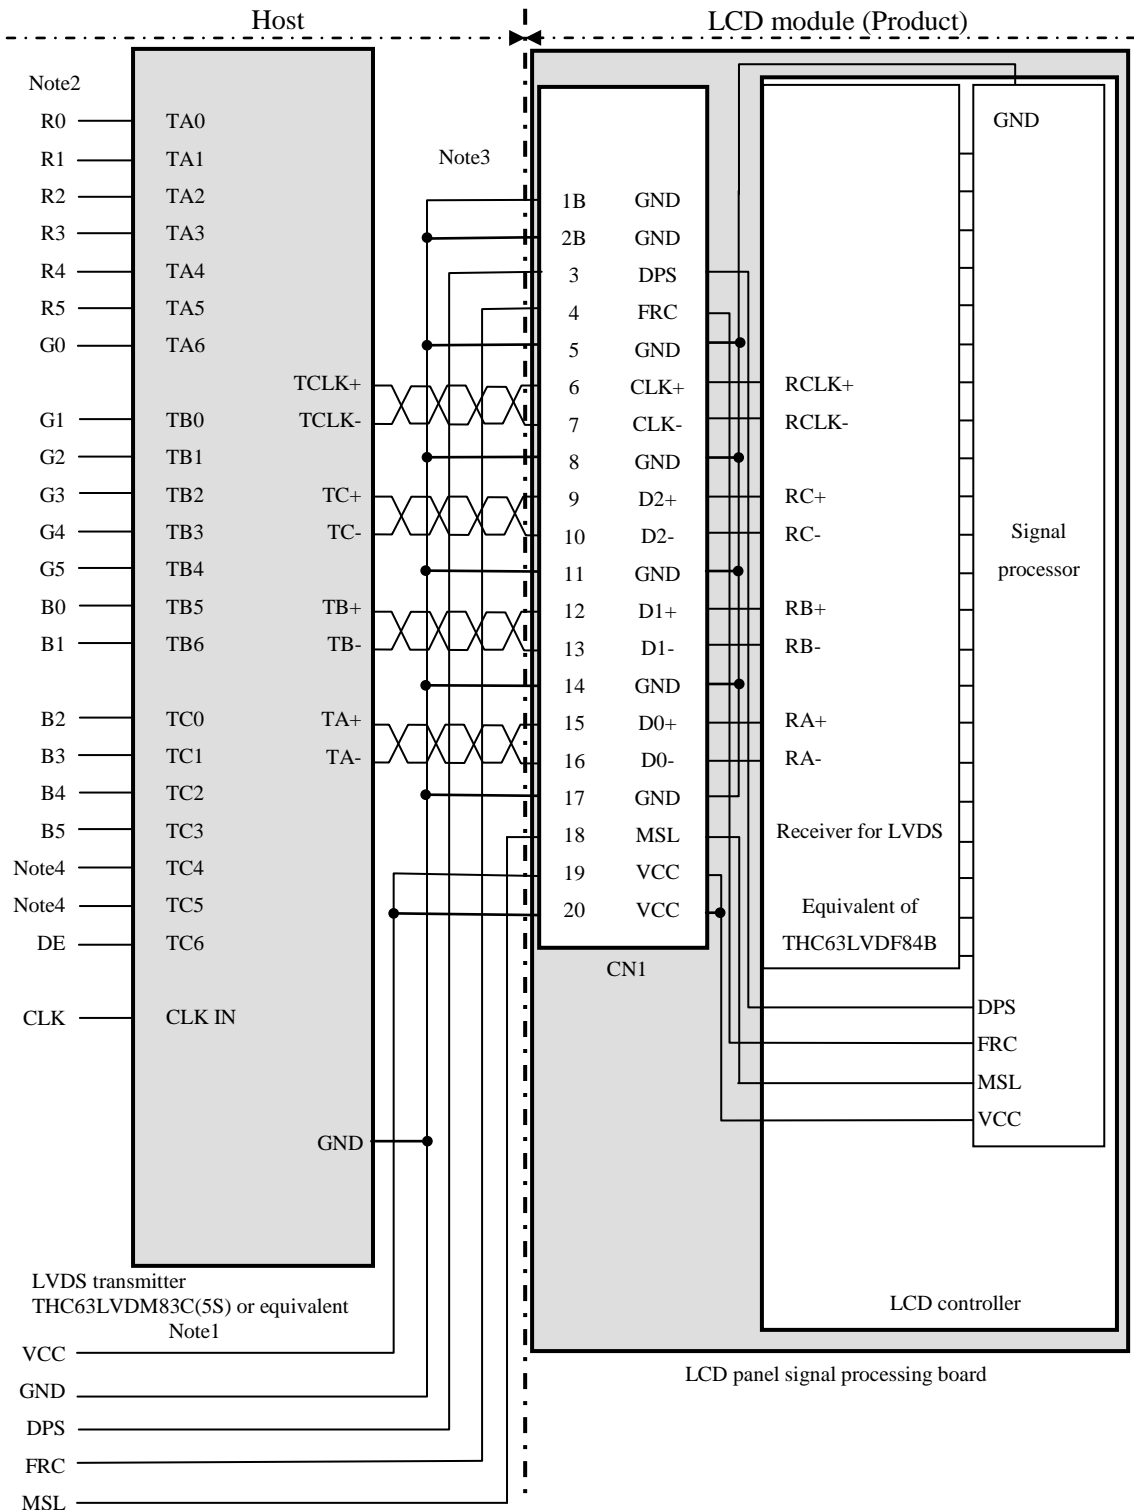 Host
LCD module (Product)
Note2
R0 TA0
R1 TA1
R2 TA2
R3 TA3
R4 TA4
R5 TA5
G0 TA6
G1 TB0
G2 TB1
G3 TB2
G4 TB3
G5 TB4
B0 TB5
B1 TB6
B2 TC0
B3 TC1
B4 TC2
B5 TC3
Note4 TC4
Note4 TC5
DE TC6
CLK CLK IN
TCLK+
TCLK-
TC+
TC-
TB+
TB-
TA+
TA-
GND
LVDS transmitter
THC63LVDM83C(5S) or equivalent
Note1
VCC
GND
DPS
FRC
MSL
Note3
1B GND
2B GND
3 DPS
4 FRC
5 GND
6 CLK+
7 CLK-
8 GND
9 D2+
10 D2-
11 GND
12 D1+
13 D1-
14 GND
15 D0+
16 D0-
17 GND
18 MSL
19 VCC
20 VCC
CN1
RCLK+
RCLK-
RC+
RC-
RB+
RB-
RA+
RA-
Receiver for LVDS
Equivalent of
THC63LVDF84B
GND
Signal
processor
DPS
FRC
MSL
VCC
LCD controller
LCD panel signal processing board